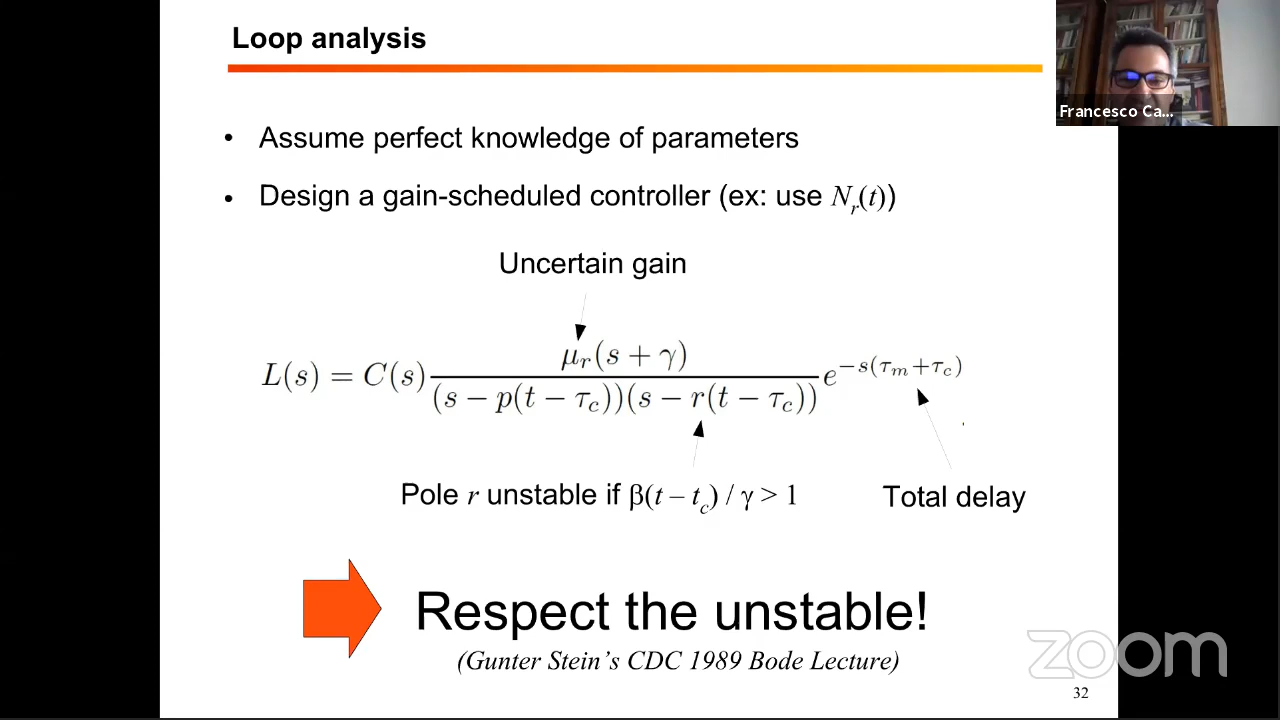 Loop analysis
Francesco Ca...
• Assume perfect knowledge of parameters
• Design a gain-scheduled controller (ex: use N_r(t))
Uncertain gain
L(s) = C(s) \frac{μ_r(s + γ)}{(s − p(t − τ_c))(s − r(t − τ_c))} e^{−s(τ_m+τ_c)}
Pole r unstable if β(t – t_c) / γ > 1
Total delay
Respect the unstable!
(Gunter Stein's CDC 1989 Bode Lecture)
zoom
32